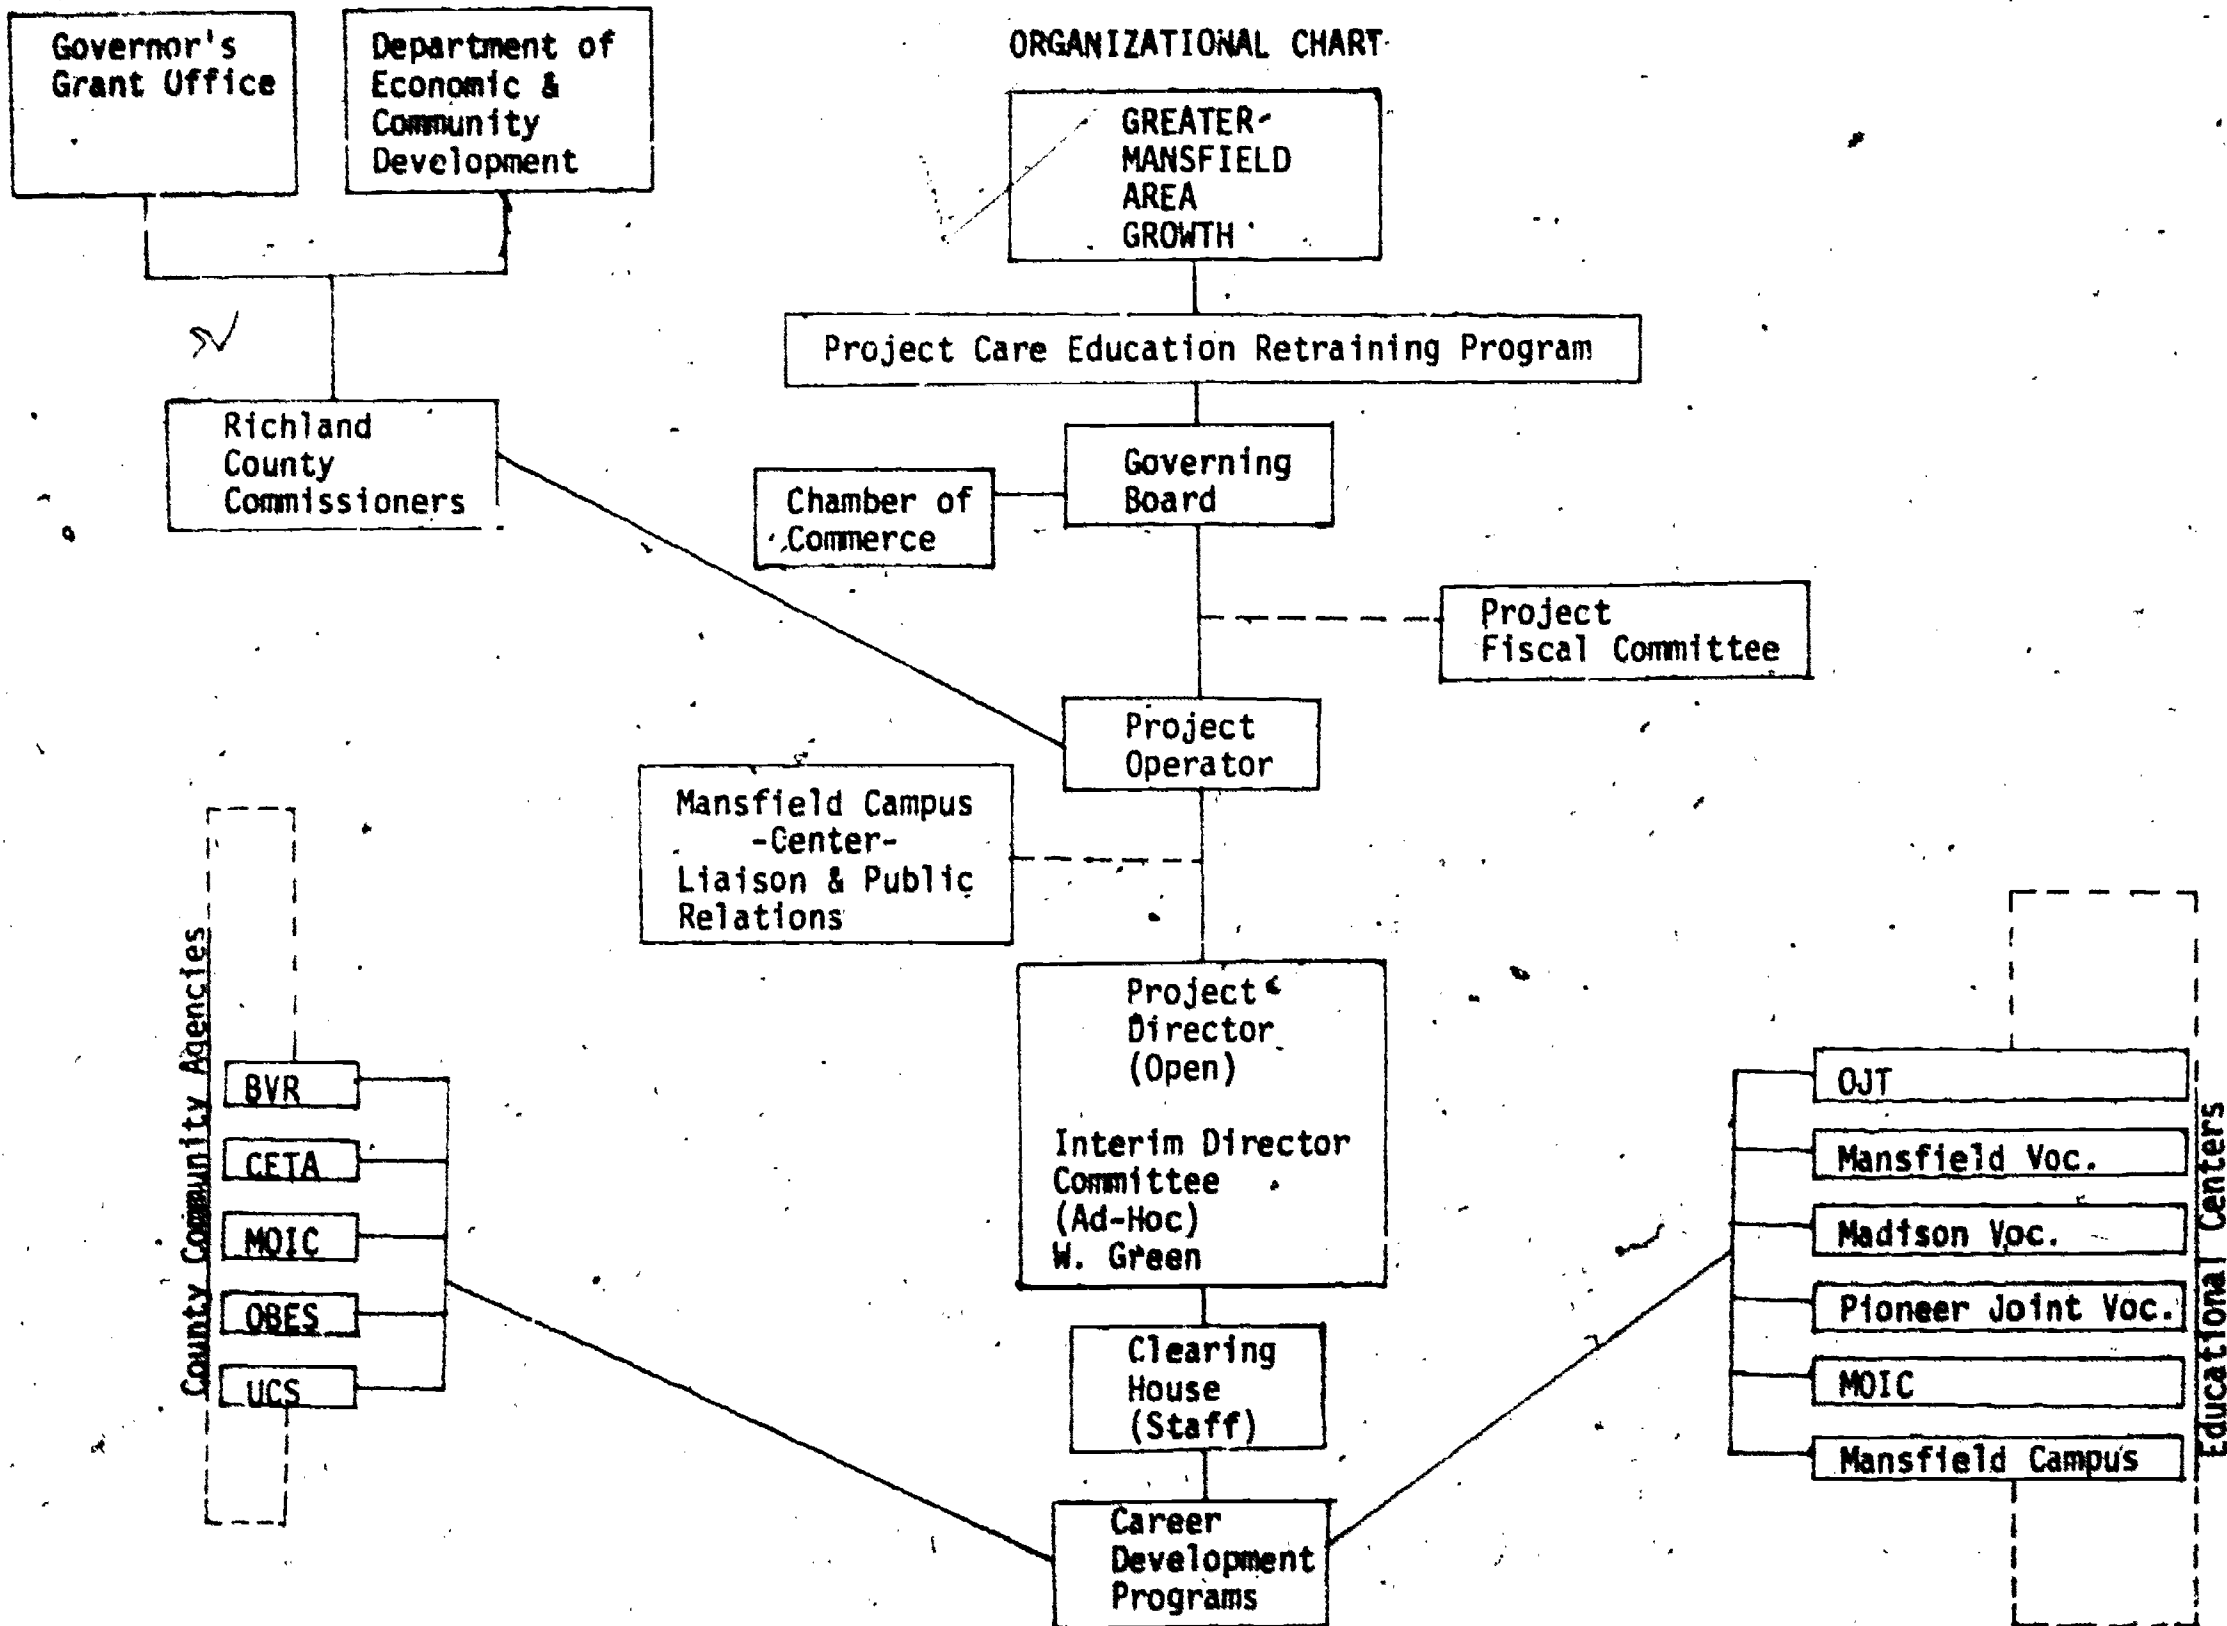 Governor's
Grant Office
Department of
Economic &
Community
Development
ORGANIZATIONAL CHART
GREATER
MANSFIELD
AREA
GROWTH
Project Care Education Retraining Program
Richland
County
Commissioners
Governing
Board
Chamber of
Commerce
Project
Fiscal Committee
Project
Operator
Mansfield Campus
-Center-
Liaison & Public
Relations
Project
Director
(Open)
Interim Director
Committee
(Ad-Hoc)
W. Green
County Community Agencies
BVR
CETA
MOIC
OBES
UCS
OJT
Mansfield Voc.
Madison Voc.
Pioneer Joint Voc.
MOIC
Mansfield Campus
Educational Centers
Clearing
House
(Staff)
Career
Development
Programs